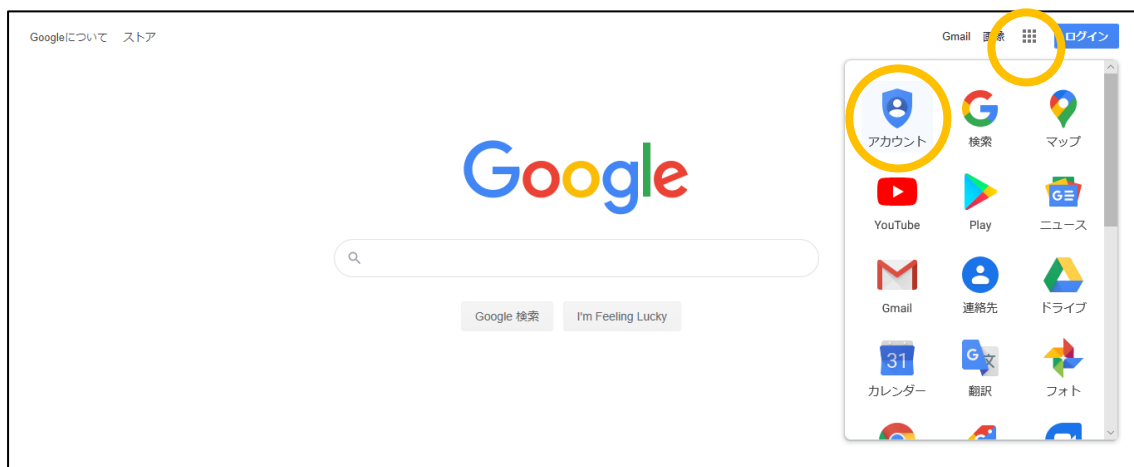 Googleについて ストア
Gmail 画像 ログイン
アカウント 検索 マップ
Google
YouTube Play ニュース
Gmail 連絡先 ドライブ
Google 検索 I'm Feeling Lucky
31
カレンダー 翻訳 フォト